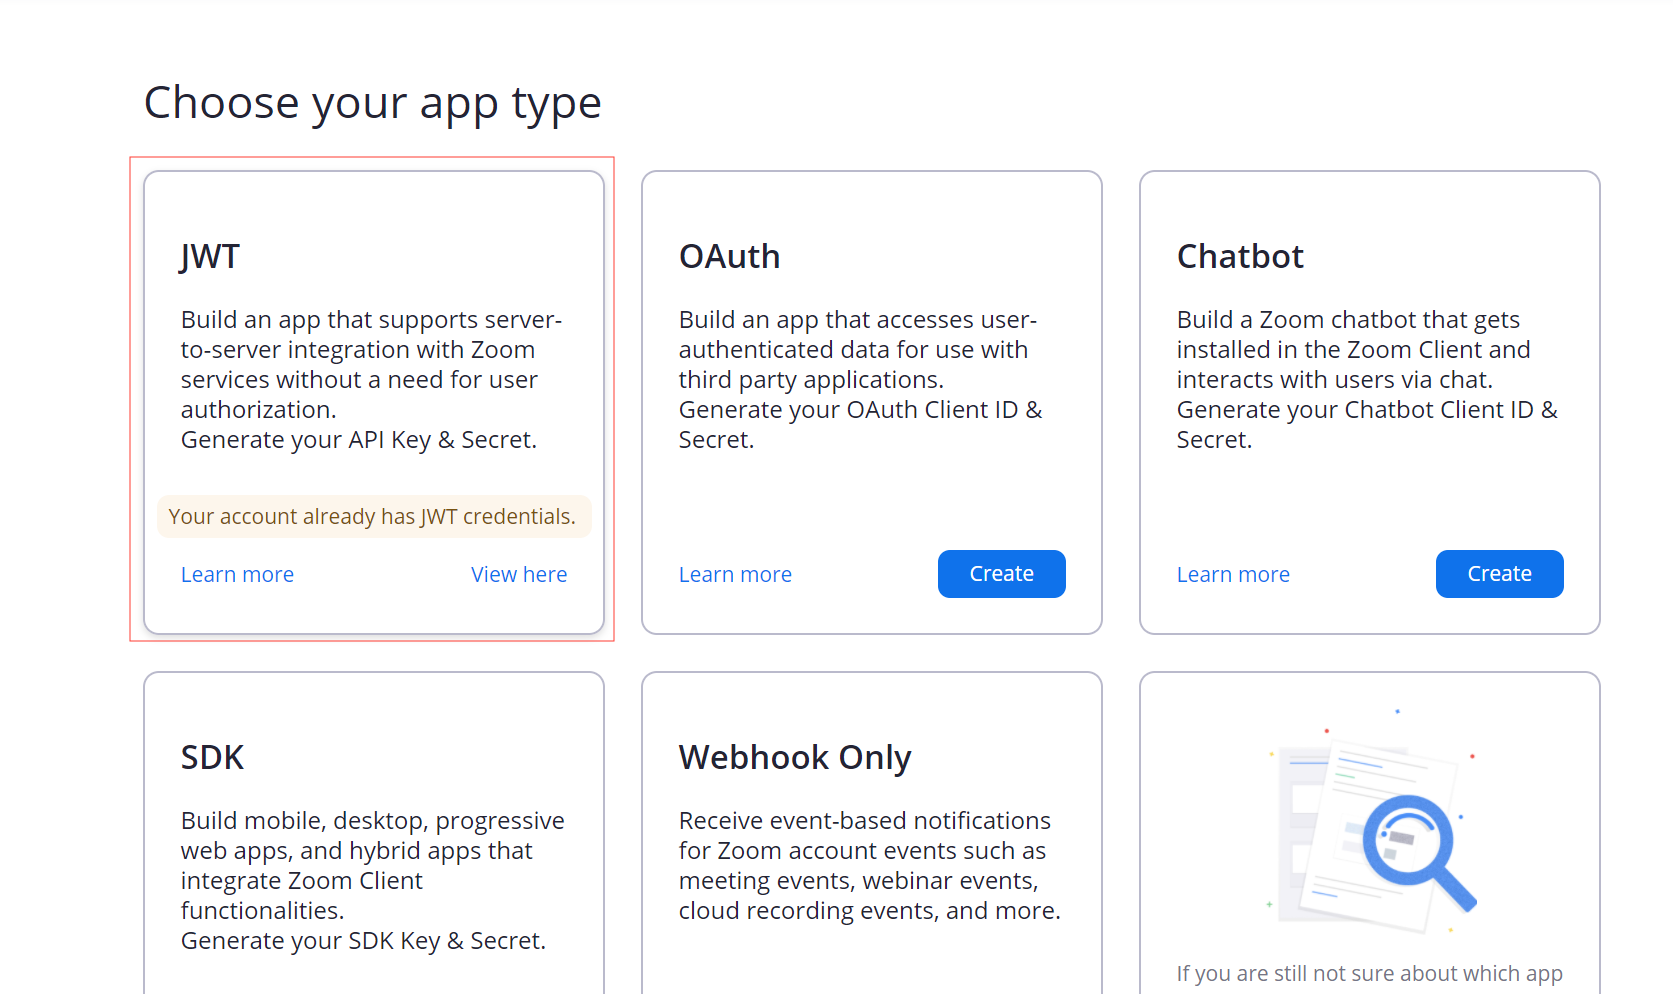 Choose your app type
JWT
Build an app that supports server-
to-server integration with Zoom
services without a need for user
authorization.
Generate your API Key & Secret.
Your account already has JWT credentials.
Learn more
View here
OAuth
Build an app that accesses user-
authenticated data for use with
third party applications.
Generate your OAuth Client ID &
Secret.
Learn more
Create
Chatbot
Build a Zoom chatbot that gets
installed in the Zoom Client and
interacts with users via chat.
Generate your Chatbot Client ID &
Secret.
Learn more
Create
SDK
Build mobile, desktop, progressive
web apps, and hybrid apps that
integrate Zoom Client
functionalities.
Generate your SDK Key & Secret.
Webhook Only
Receive event-based notifications
for Zoom account events such as
meeting events, webinar events,
cloud recording events, and more.
If you are still not sure about which app